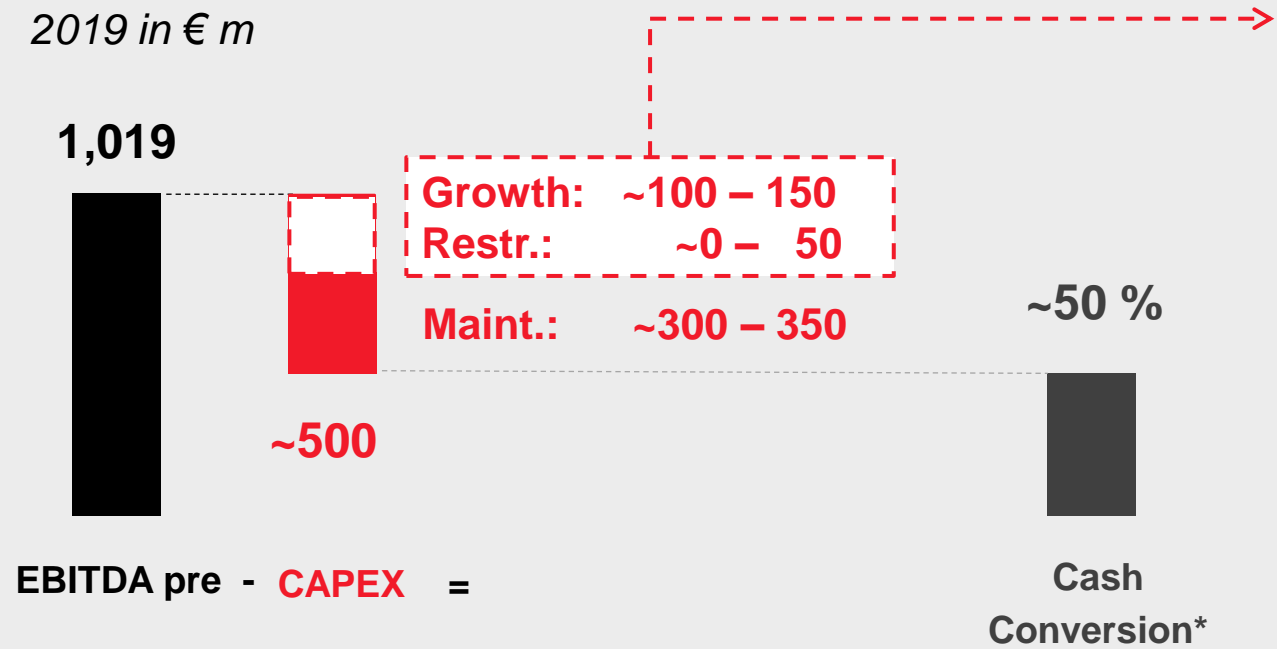 2019 in € m
1,019
Growth: ~100 – 150
Restr.: ~0 – 50
Maint.: ~300 – 350
~50 %
~500
EBITDA pre - CAPEX =
Cash
Conversion*